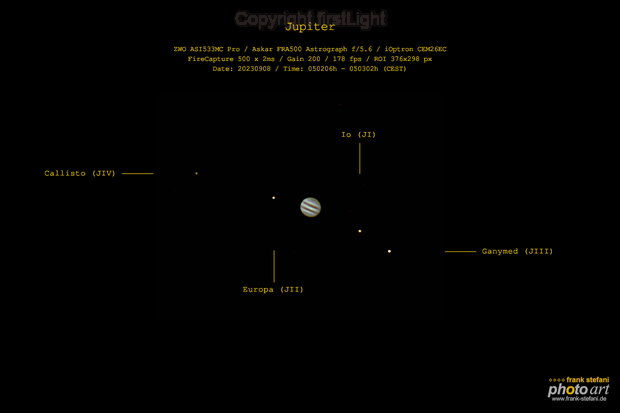 Copyright firstLight
Jupiter
ZWO ASI533MC Pro / Askar FRA500 Astrograph f/5.6 / iOptron CEM26EC
FireCapture 500 x 2ms / Gain 200 / 178 fps / ROI 376x298 px
Date: 20230908 / Time: 050206h - 050302h (CEST)
Io (JI)
Callisto (JIV)
Ganymed (JIII)
Europa (JII)
frank stefani
photo art
www.frank-stefani.de